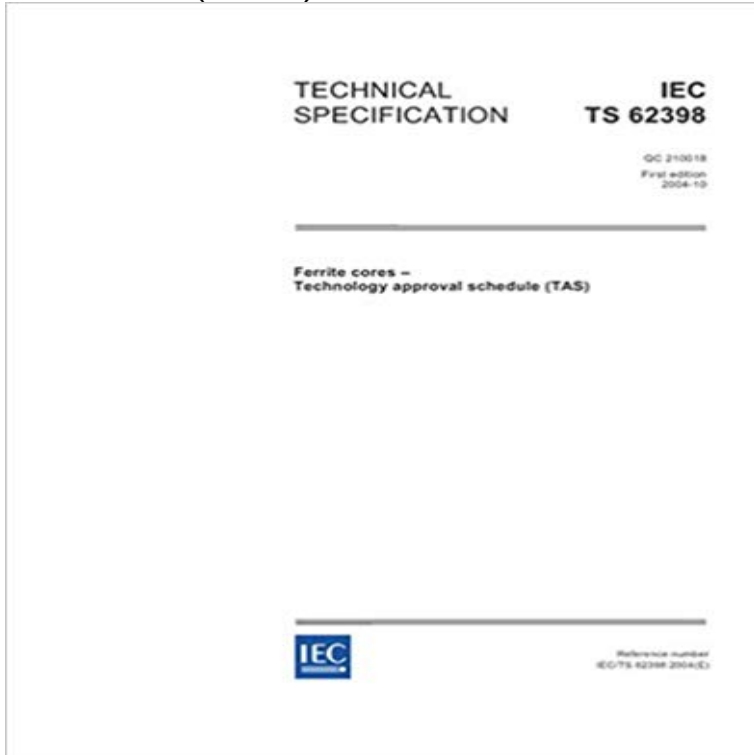 TECHNICAL
SPECIFICATION
IEC
TS 62398
QC 210018
First edition
2004-10
Ferrite cores –
Technology approval schedule (TAS)
IEC
Reference number
IEC/TS 62398:2004(E)